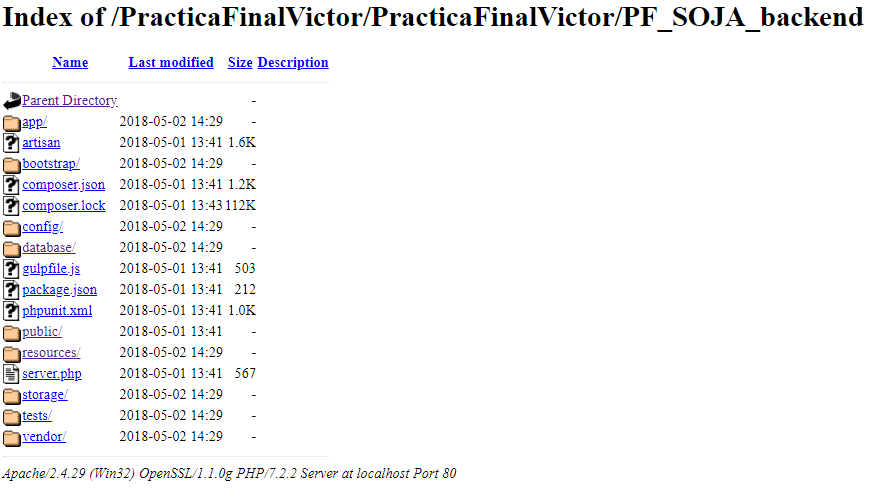 Index of /PracticaFinalVictor/PracticaFinalVictor/PF_SOJA_backend
Name Last modified Size Description
Parent Directory -
app/ 2018-05-02 14:29 -
artisan 2018-05-01 13:41 1.6K
bootstrap/ 2018-05-02 14:29 -
composer.json 2018-05-01 13:41 1.2K
composer.lock 2018-05-01 13:43 112K
config/ 2018-05-02 14:29 -
database/ 2018-05-02 14:29 -
gulpfile.js 2018-05-01 13:41 503
package.json 2018-05-01 13:41 212
phpunit.xml 2018-05-01 13:41 1.0K
public/ 2018-05-01 13:41 -
resources/ 2018-05-02 14:29 -
server.php 2018-05-01 13:41 567
storage/ 2018-05-02 14:29 -
tests/ 2018-05-02 14:29 -
vendor/ 2018-05-02 14:29 -
Apache/2.4.29 (Win32) OpenSSL/1.1.0g PHP/7.2.2 Server at localhost Port 80